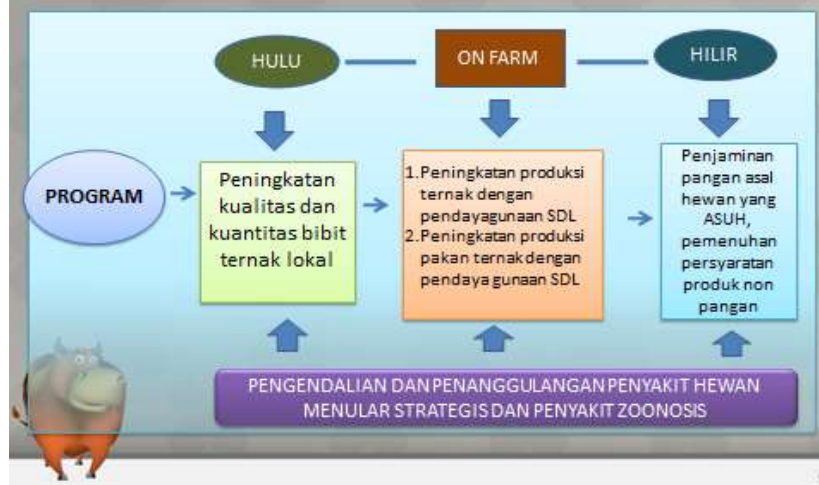 HULU
ON FARM
HILIR
PROGRAM
Peningkatan
kualitas dan
kuantitas bibit
ternak lokal
1.Peningkatan produksi
ternak dengan
pendayagunaan SDL
2.Peningkatan produksi
pakan ternak dengan
pendaya gunaan SDL
Penjaminan
pangan asal
hewan yang
ASUH,
pemenuhan
persyaratan
produk non
pangan
PENGENDALIAN DAN PENANGGULANGAN PENYAKIT HEWAN
MENULAR STRATEGIS DAN PENYAKIT ZOONOSIS